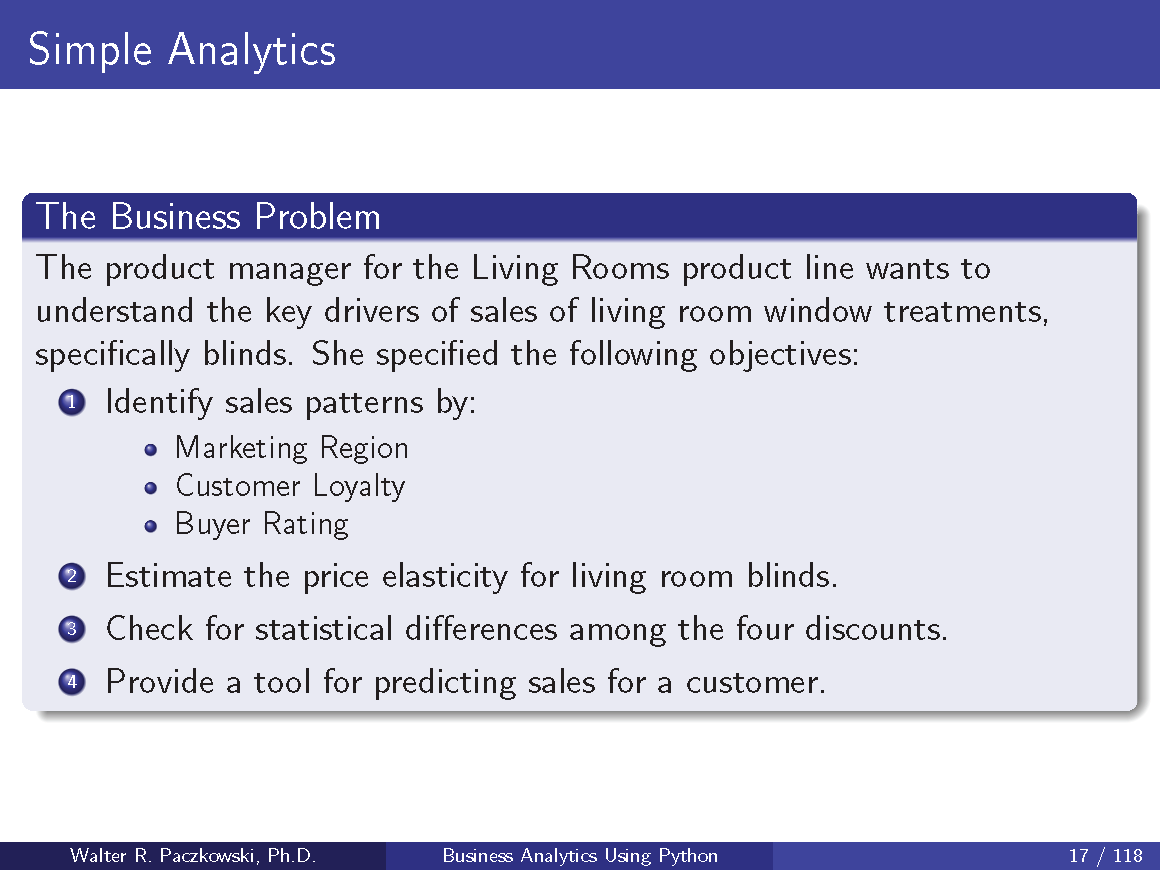 Simple Analytics
The Business Problem
The product manager for the Living Rooms product line wants to
understand the key drivers of sales of living room window treatments,
specifically blinds. She specified the following objectives:
1 Identify sales patterns by:
Marketing Region
Customer Loyalty
Buyer Rating
2 Estimate the price elasticity for living room blinds.
3 Check for statistical differences among the four discounts.
4 Provide a tool for predicting sales for a customer.
Walter R. Paczkowski, Ph.D. Business Analytics Using Python 17 / 118